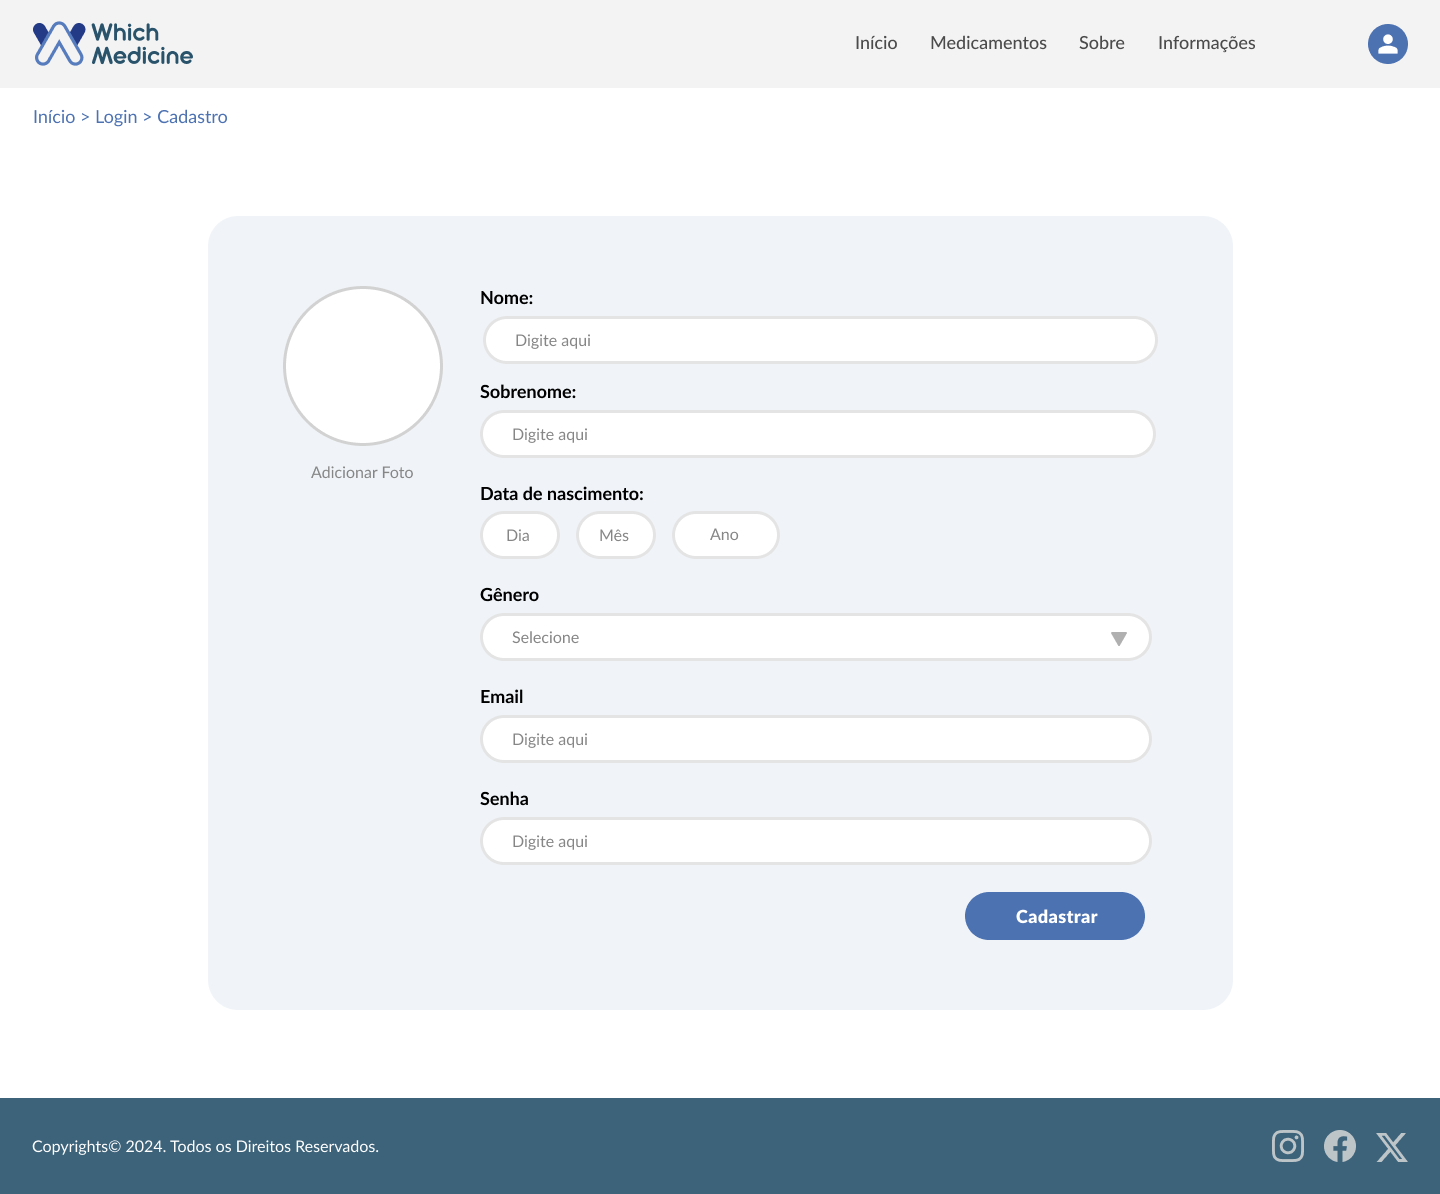 Which
Medicine
Início
Medicamentos
Sobre
Informações
Início > Login > Cadastro
Adicionar Foto
Nome:
Digite aqui
Sobrenome:
Digite aqui
Data de nascimento:
Dia
Mês
Ano
Gênero
Selecione
Email
Digite aqui
Senha
Digite aqui
Cadastrar
Copyrights© 2024. Todos os Direitos Reservados.